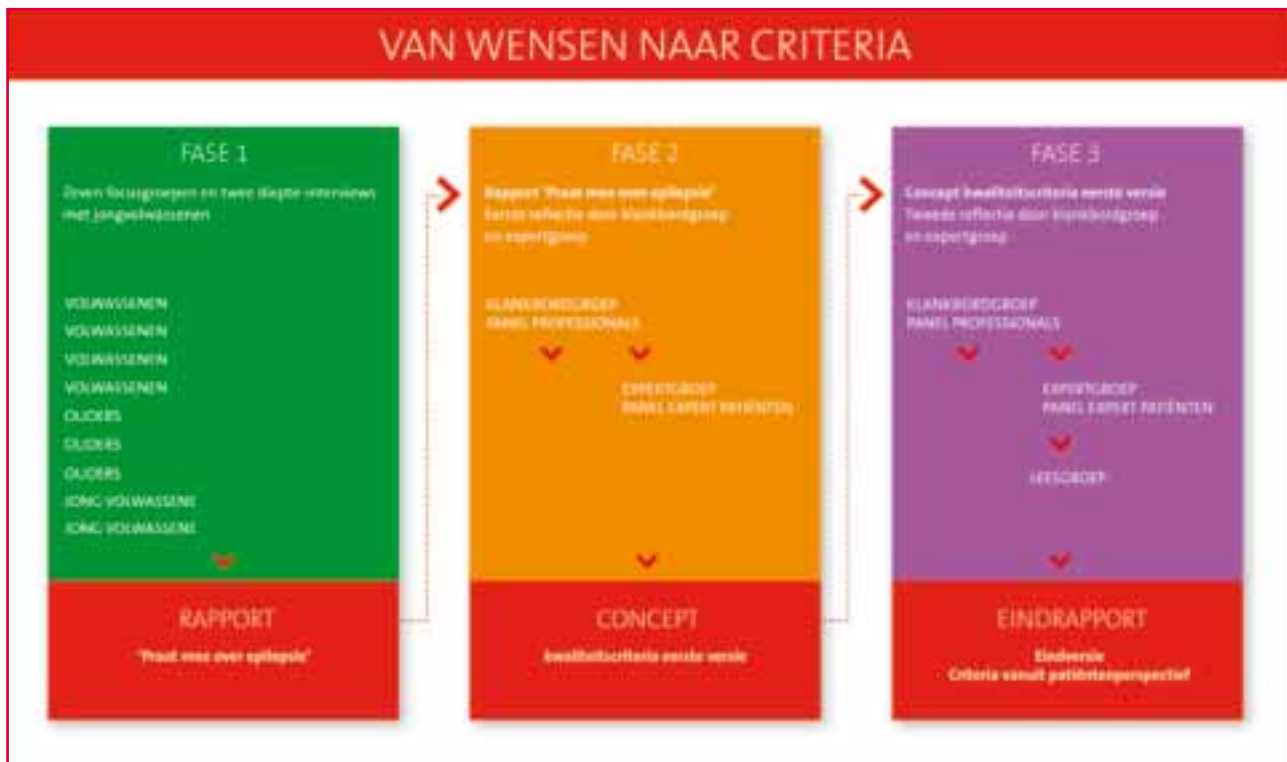 VAN WENSEN NAAR CRITERIA
FASE 1
Zeven focusgroepen en twee diepte-interviews
met jongvolwassenen
VOLWASSENEN
VOLWASSENEN
VOLWASSENEN
VOLWASSENEN
OUDERS
OUDERS
OUDERS
JONG VOLWASSENE
JONG VOLWASSENE
RAPPORT
'Praat mee over epilepsie'
FASE 2
Rapport 'Praat mee over epilepsie'
Eerste reflectie door klankbordgroep
en expertgroep
KLANKBORDGROEP
PANEL PROFESSIONALS
EXPERTGROEP
PANEL EXPERT PATIËNTEN
CONCEPT
kwaliteitscriteria eerste versie
FASE 3
Concept kwaliteitscriteria eerste versie
Tweede reflectie door klankbordgroep
en expertgroep
KLANKBORDGROEP
PANEL PROFESSIONALS
EXPERTGROEP
PANEL EXPERT PATIËNTEN
LEESGROEP
EINDRAPPORT
Eindversie
Criteria vanuit patiëntenperspectief